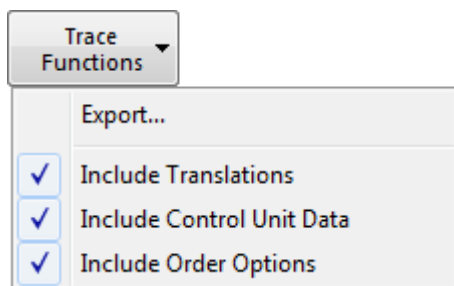 Trace
Functions
Export...
Include Translations
Include Control Unit Data
Include Order Options